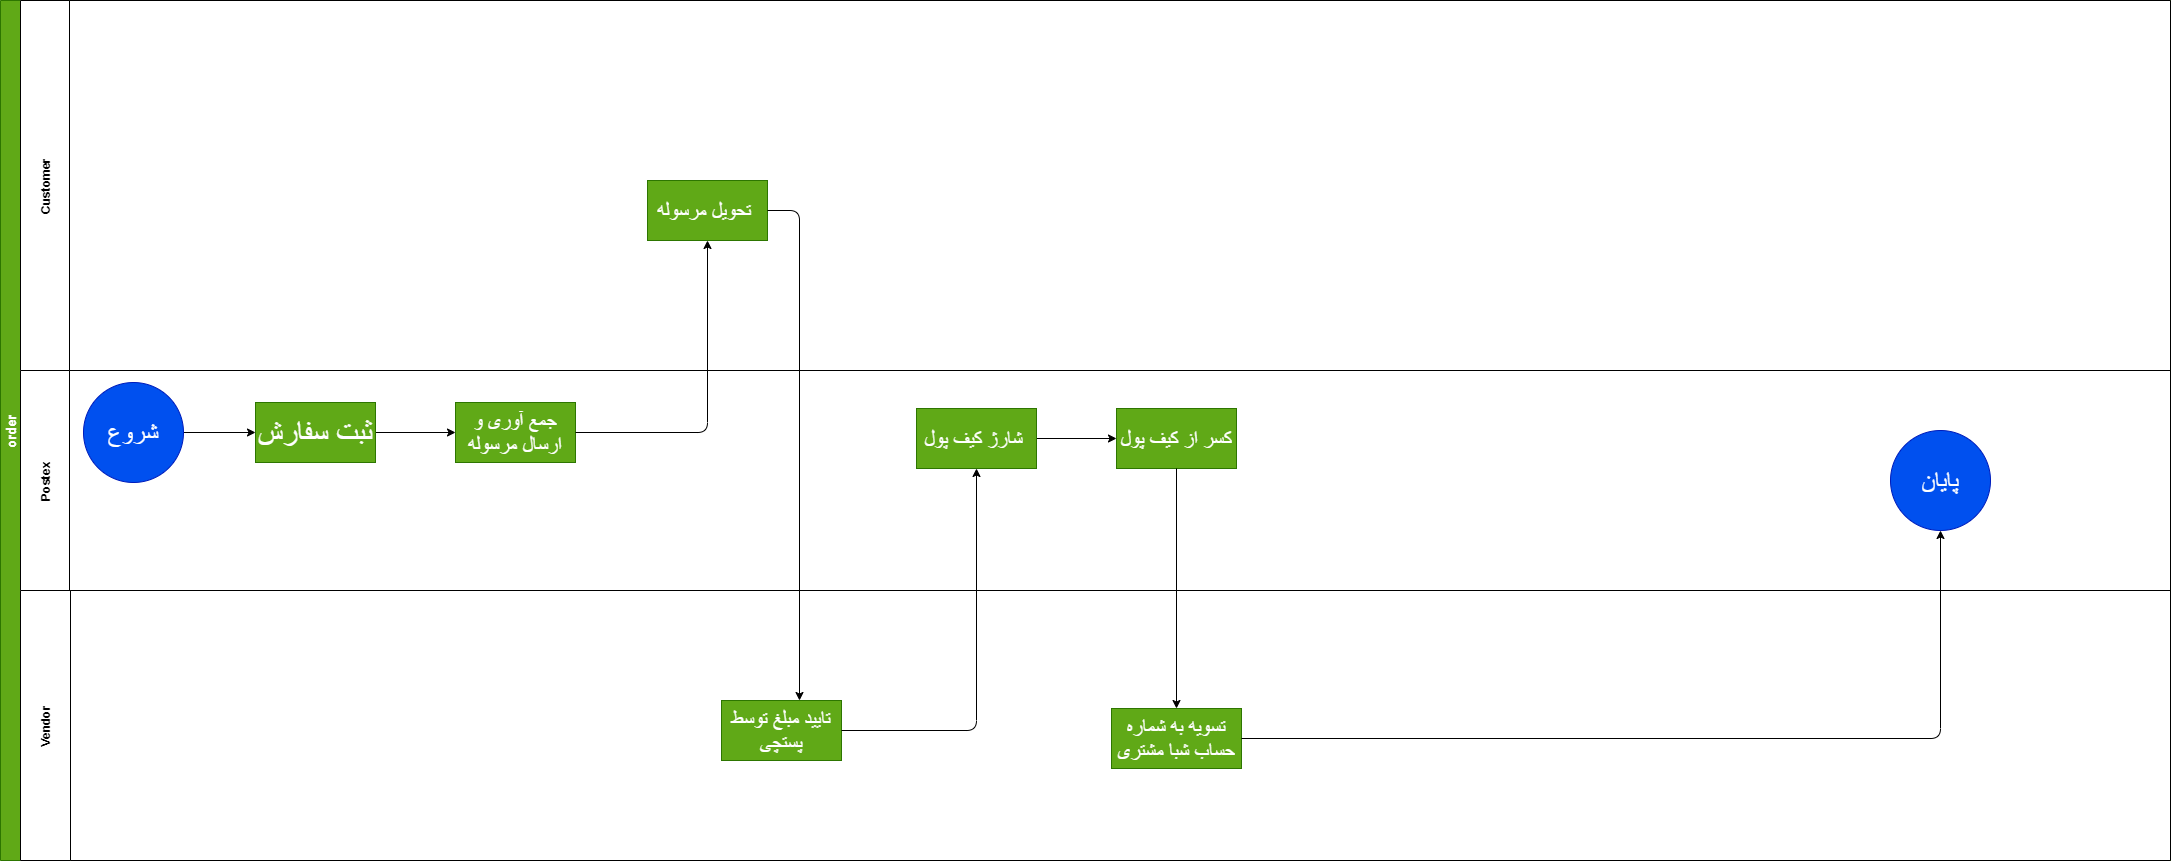 order
Customer
Postex
Vendor
شروع
ثبت سفارش
جمع آوری و
ارسال مرسوله
تحویل مرسوله
تایید مبلغ توسط
پستچی
شارژ کیف پول
کسر از کیف پول
تسویه به شماره
حساب شبا مشتری
پایان